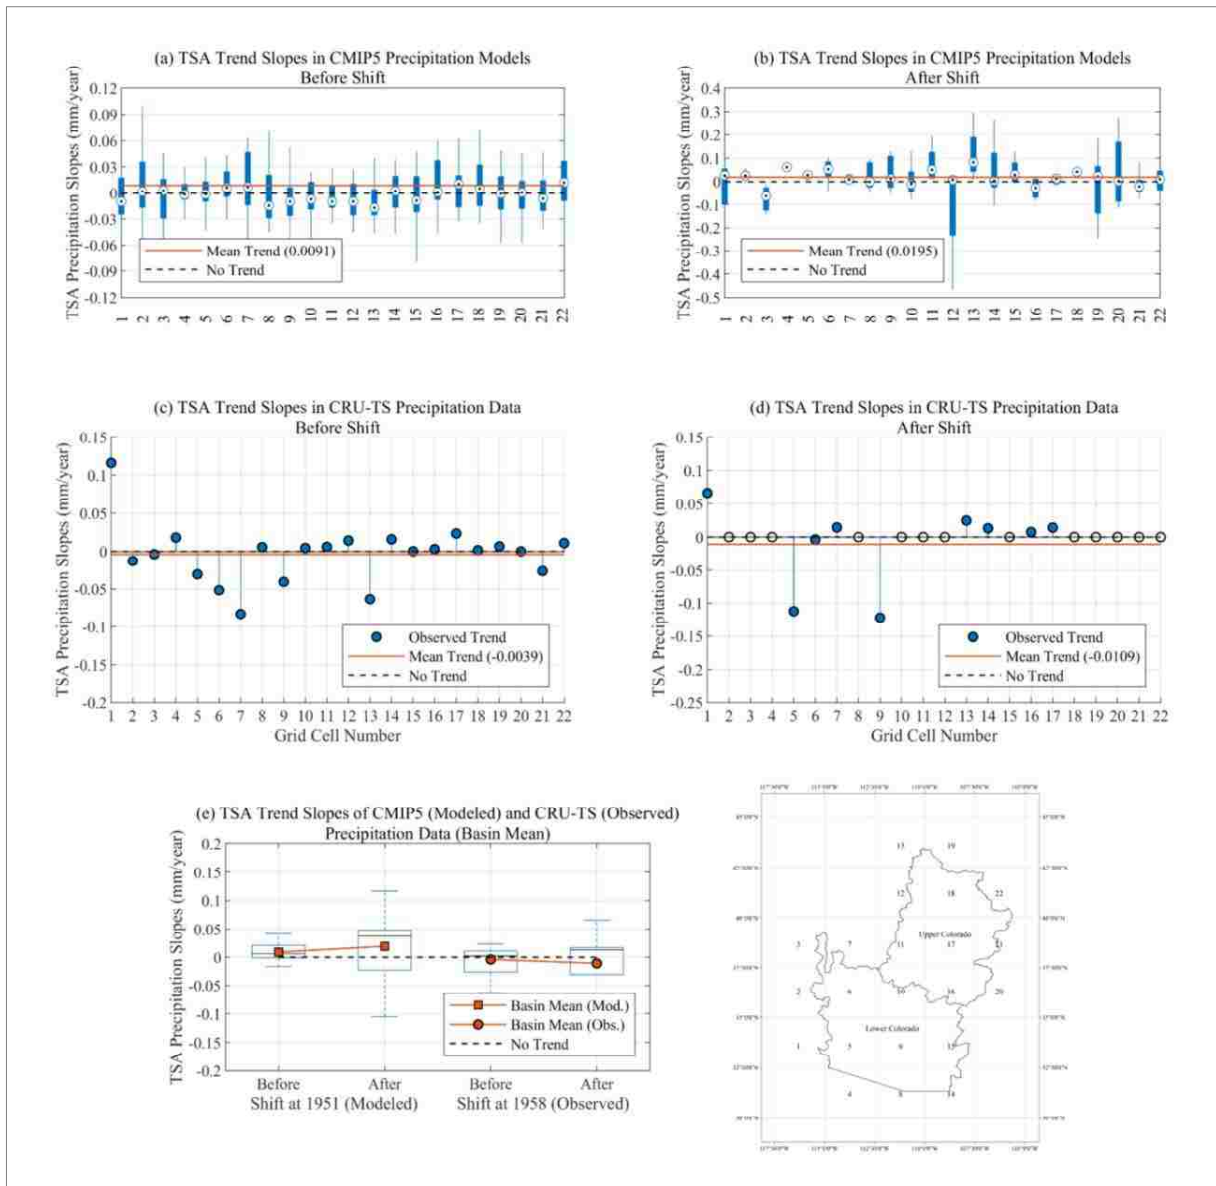 (a) TSA Trend Slopes in CMIP5 Precipitation Models
Before Shift
TSA Precipitation Slopes (mm/year)
0.12
0.09
0.06
0.03
0
-0.03
-0.06
-0.09
-0.12
Mean Trend (0.0091)
No Trend
1 2 3 4 5 6 7 8 9 10 11 12 13 14 15 16 17 18 19 20 21 22
(b) TSA Trend Slopes in CMIP5 Precipitation Models
After Shift
TSA Precipitation Slopes (mm/year)
0.4
0.3
0.2
0.1
0
-0.1
-0.2
-0.3
-0.4
-0.5
Mean Trend (0.0195)
No Trend
1 2 3 4 5 6 7 8 9 10 11 12 13 14 15 16 17 18 19 20 21 22
(c) TSA Trend Slopes in CRU-TS Precipitation Data
Before Shift
TSA Precipitation Slopes (mm/year)
0.15
0.1
0.05
0
-0.05
-0.1
-0.15
-0.2
Observed Trend
Mean Trend (-0.0039)
No Trend
1 2 3 4 5 6 7 8 9 10 11 12 13 14 15 16 17 18 19 20 21 22
Grid Cell Number
(d) TSA Trend Slopes in CRU-TS Precipitation Data
After Shift
TSA Precipitation Slopes (mm/year)
0.15
0.1
0.05
0
-0.05
-0.1
-0.15
-0.2
-0.25
Observed Trend
Mean Trend (-0.0109)
No Trend
1 2 3 4 5 6 7 8 9 10 11 12 13 14 15 16 17 18 19 20 21 22
Grid Cell Number
(e) TSA Trend Slopes of CMIP5 (Modeled) and CRU-TS (Observed)
Precipitation Data (Basin Mean)
TSA Precipitation Slopes (mm/year)
0.2
0.15
0.1
0.05
0
-0.05
-0.1
-0.15
-0.2
Basin Mean (Mod.)
Basin Mean (Obs.)
No Trend
Before After Before After
Shift at 1951 (Modeled) Shift at 1958 (Observed)
13 19
12 18 22
Upper Colorado
3 7 11 17
2 6 10 16 20
Lower Colorado
1 5 9 15
4 8 14